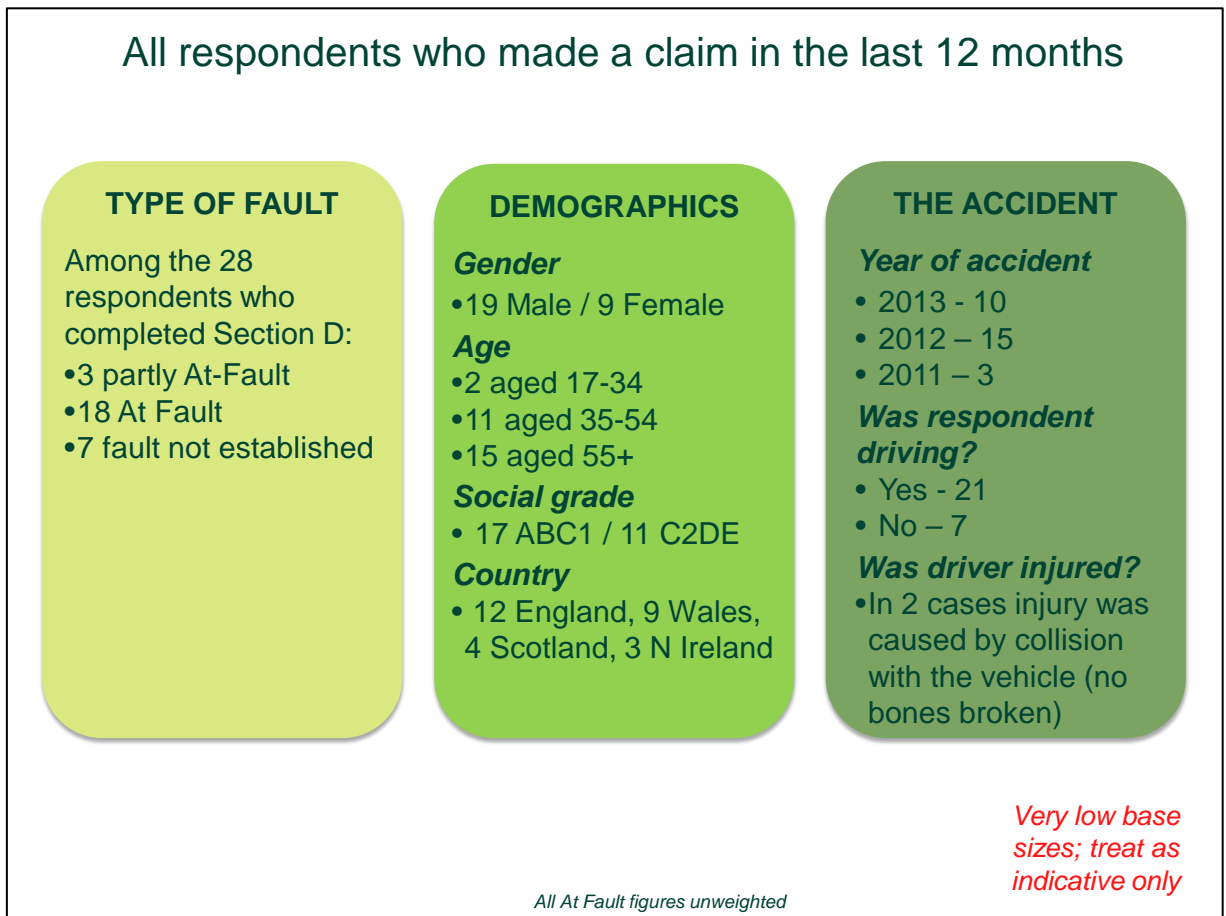 All respondents who made a claim in the last 12 months
TYPE OF FAULT
Among the 28
respondents who
completed Section D:
•3 partly At-Fault
•18 At Fault
•7 fault not established
DEMOGRAPHICS
Gender
•19 Male / 9 Female
Age
•2 aged 17-34
•11 aged 35-54
•15 aged 55+
Social grade
• 17 ABC1 / 11 C2DE
Country
• 12 England, 9 Wales,
4 Scotland, 3 N Ireland
THE ACCIDENT
Year of accident
• 2013 - 10
• 2012 – 15
• 2011 – 3
Was respondent
driving?
• Yes - 21
• No – 7
Was driver injured?
•In 2 cases injury was
caused by collision
with the vehicle (no
bones broken)
Very low base
sizes; treat as
indicative only
All At Fault figures unweighted